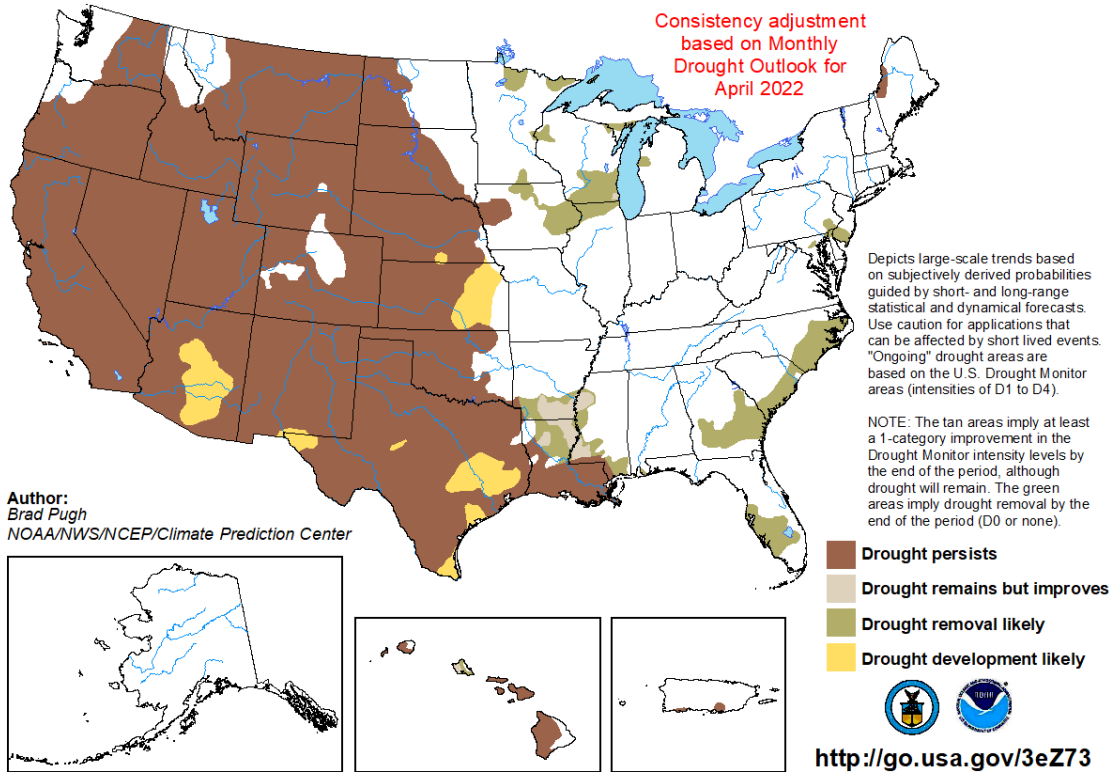 Consistency adjustment
based on Monthly
Drought Outlook for
April 2022
Depicts large-scale trends based
on subjectively derived probabilities
guided by short- and long-range
statistical and dynamical forecasts.
Use caution for applications that
can be affected by short lived events.
"Ongoing" drought areas are
based on the U.S. Drought Monitor
areas (intensities of D1 to D4).
NOTE: The tan areas imply at least
a 1-category improvement in the
Drought Monitor intensity levels by
the end of the period, although
drought will remain. The green
areas imply drought removal by the
end of the period (D0 or none).
Author:
Brad Pugh
NOAA/NWS/NCEP/Climate Prediction Center
Drought persists
Drought remains but improves
Drought removal likely
Drought development likely
http://go.usa.gov/3eZ73